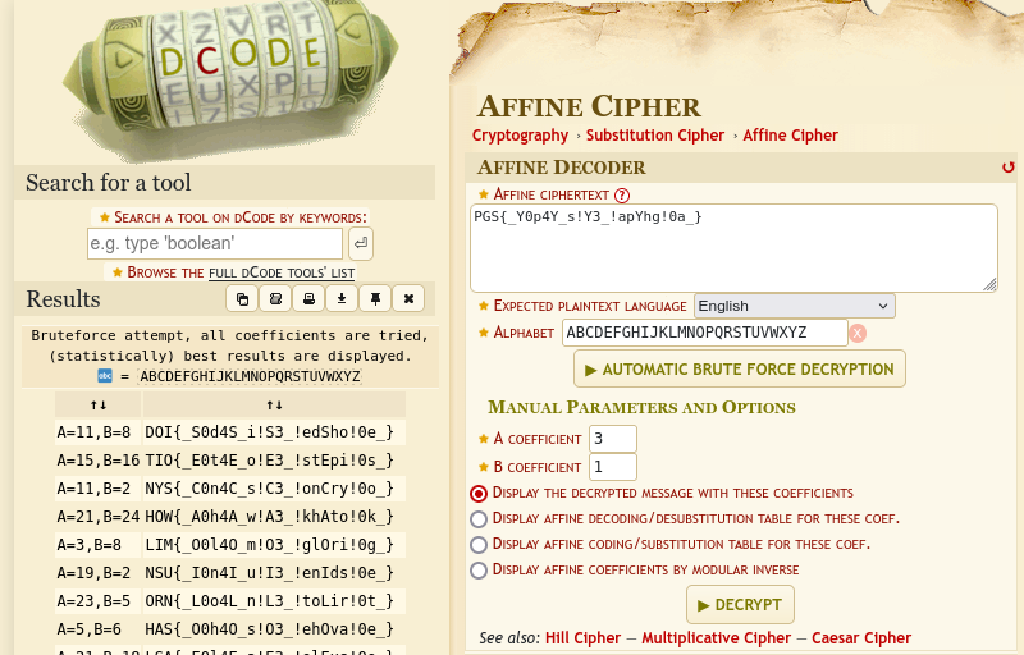 X Z V R T
D C O D E
E U X P L
Search for a tool
★ Search a tool on dCode by keywords:
e.g. type 'boolean'
★ Browse the full dCode tools' list
Results
Bruteforce attempt, all coefficients are tried,
(statistically) best results are displayed.
abc = ABCDEFGHIJKLMNOPQRSTUVWXYZ
↑↓ ↑↓
A=11,B=8 DOI{_S0d4S_i!S3_!edSho!0e_}
A=15,B=16 TIO{_E0t4E_o!E3_!stEpi!0s_}
A=11,B=2 NYS{_C0n4C_s!C3_!onCry!0o_}
A=21,B=24 HOW{_A0h4A_w!A3_!khAto!0k_}
A=3,B=8 LIM{_O0l4O_m!O3_!glOri!0g_}
A=19,B=2 NSU{_I0n4I_u!I3_!enIds!0e_}
A=23,B=5 ORN{_L0o4L_n!L3_!toLir!0t_}
A=5,B=6 HAS{_O0h4O_s!O3_!ehOva!0e_}
Affine Cipher
Cryptography › Substitution Cipher › Affine Cipher
Affine Decoder
★ Affine ciphertext ?
PGS{_Y0p4Y_s!Y3_!apYhg!0a_}
★ Expected plaintext language English
★ Alphabet ABCDEFGHIJKLMNOPQRSTUVWXYZ X
▶ AUTOMATIC BRUTE FORCE DECRYPTION
Manual Parameters and Options
★ A coefficient 3
★ B coefficient 1
Display the decrypted message with these coefficients
Display affine decoding/desubstitution table for these coef.
Display affine coding/substitution table for these coef.
Display affine coefficients by modular inverse
▶ DECRYPT
See also: Hill Cipher — Multiplicative Cipher — Caesar Cipher